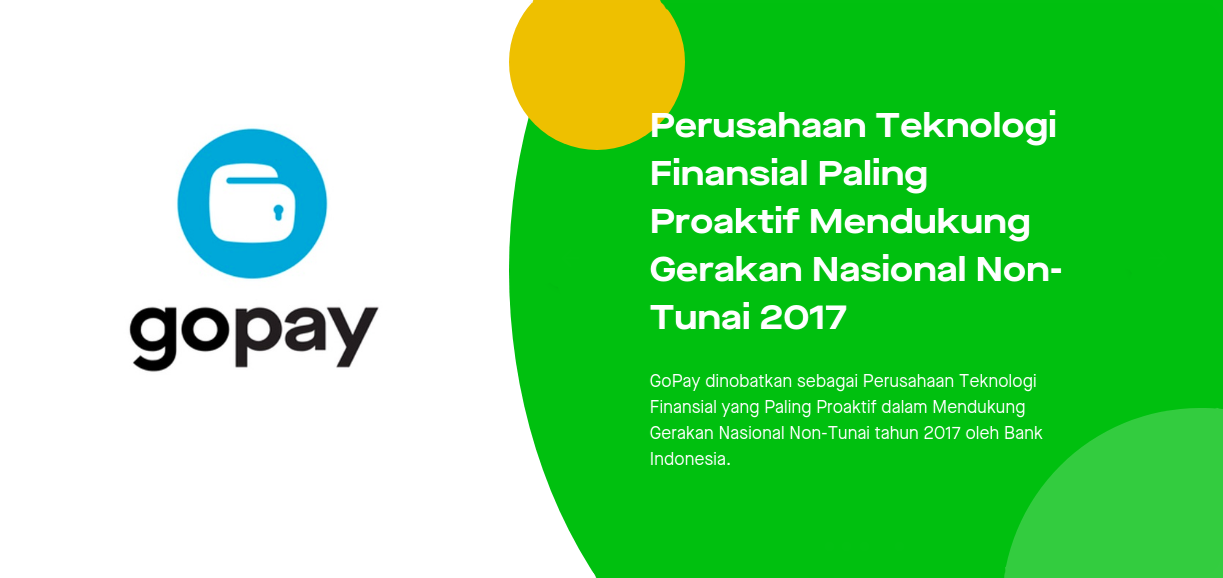 gopay
Perusahaan Teknologi
Finansial Paling
Proaktif Mendukung
Gerakan Nasional Non-
Tunai 2017
GoPay dinobatkan sebagai Perusahaan Teknologi
Finansial yang Paling Proaktif dalam Mendukung
Gerakan Nasional Non-Tunai tahun 2017 oleh Bank
Indonesia.